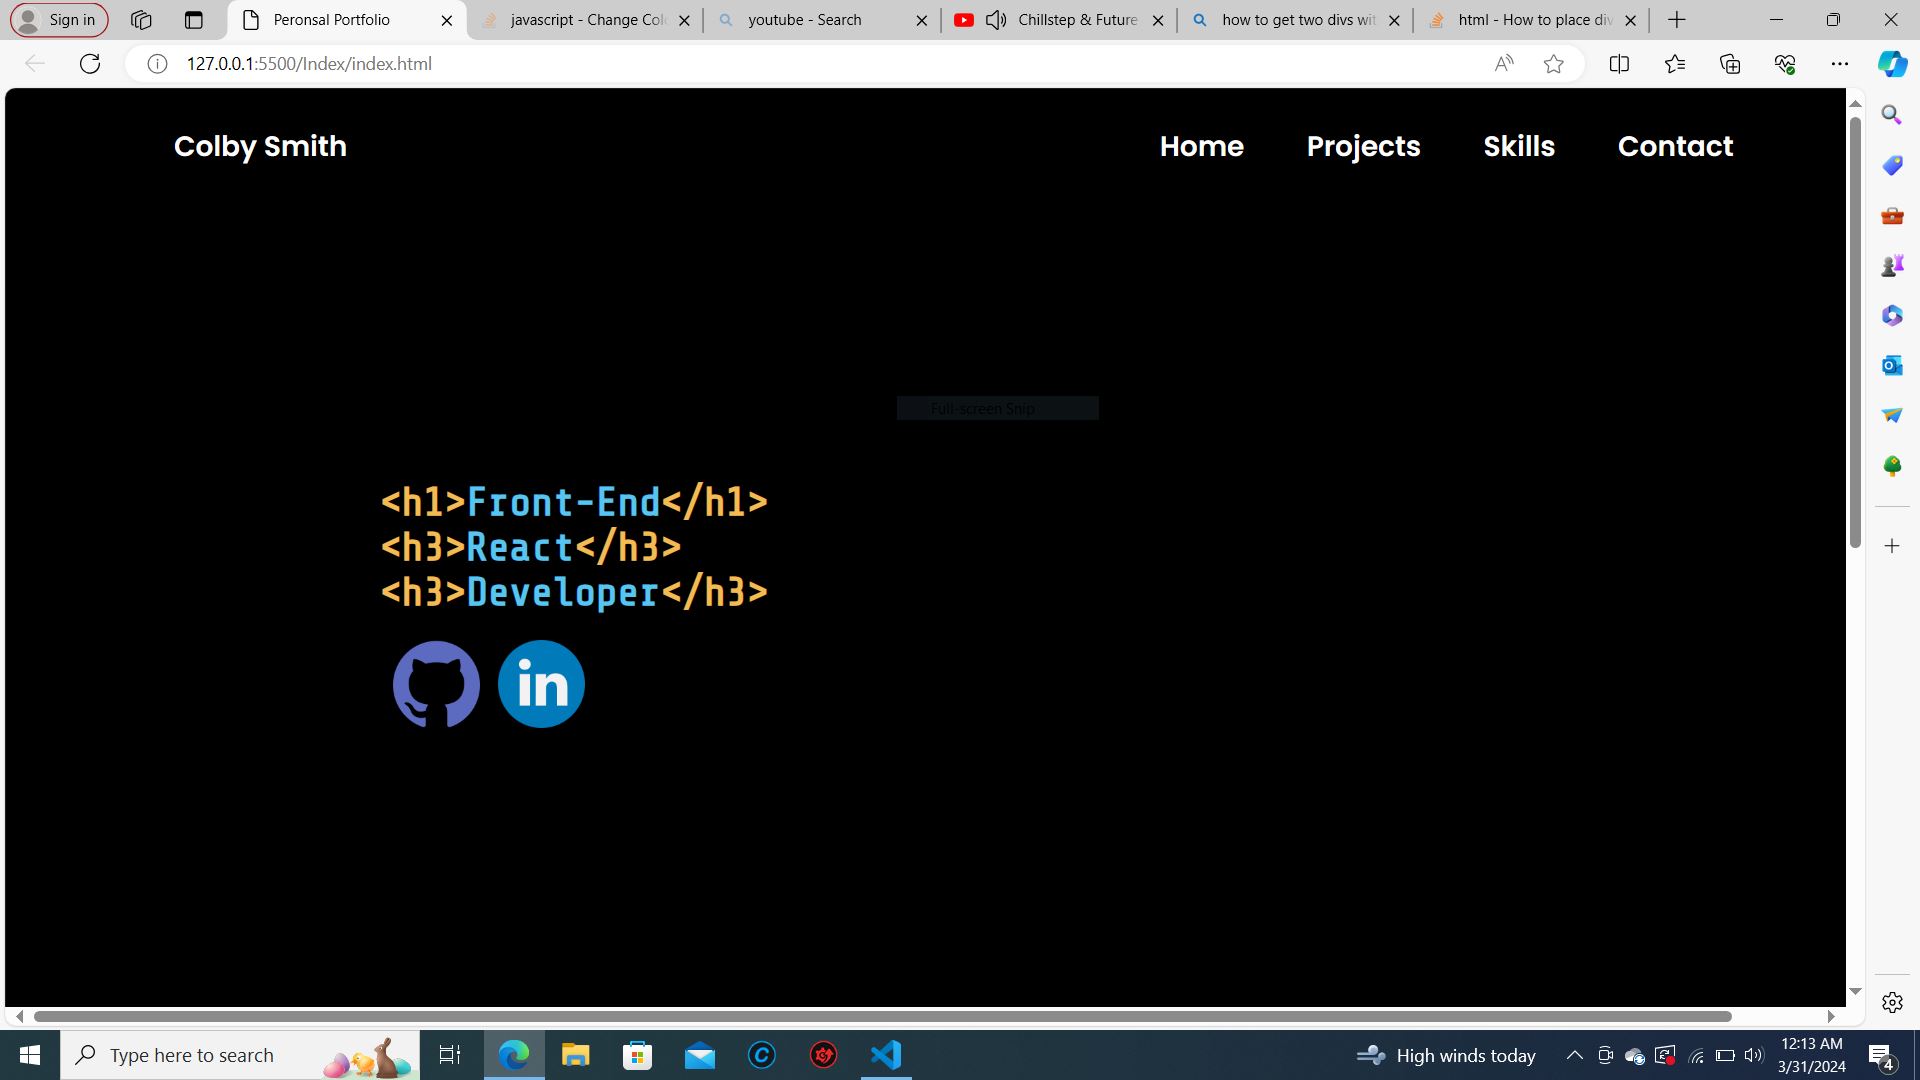 Sign in
Peronsal Portfolio
javascript - Change Colo
youtube - Search
Chillstep & Future
how to get two divs wit
html - How to place div
127.0.0.1:5500/Index/index.html
Colby Smith
Home
Projects
Skills
Contact
Full-screen Snip
<h1>Front-End</h1>
<h3>React</h3>
<h3>Developer</h3>
in
Type here to search
High winds today
12:13 AM
3/31/2024
4